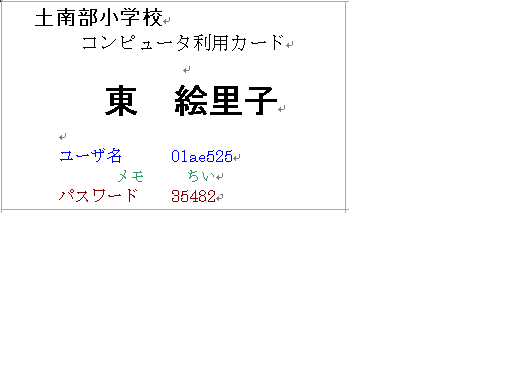 土南部小学校
コンピュータ利用カード
東　絵里子
ユーザ名　01ae525
メモ　ちい
パスワード　35482